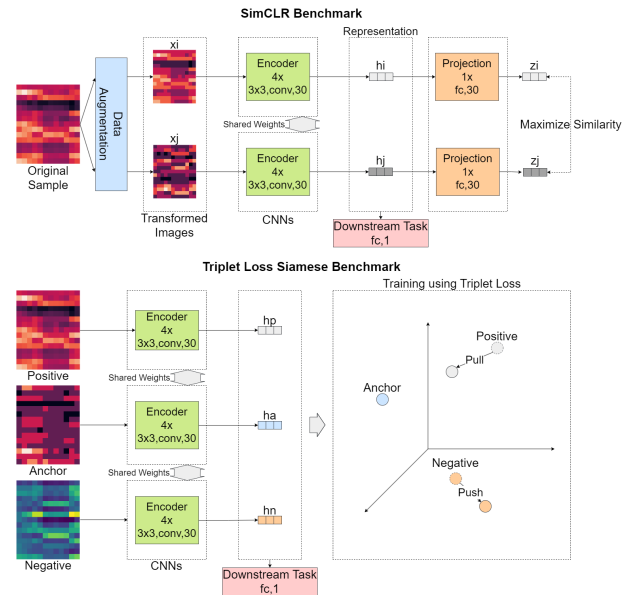 SimCLR Benchmark
Original
Sample
Data
Augmentation
xi
xj
Transformed
Images
Encoder
4x
3x3,conv,30
Shared Weights
Encoder
4x
3x3,conv,30
CNNs
Representation
hi
hj
Downstream Task
fc,1
Projection
1x
fc,30
Projection
1x
fc,30
zi
zj
Maximize Similarity
Triplet Loss Siamese Benchmark
Positive
Anchor
Negative
Encoder
4x
3x3,conv,30
Shared Weights
Encoder
4x
3x3,conv,30
Shared Weights
Encoder
4x
3x3,conv,30
CNNs
hp
ha
hn
Downstream Task
fc,1
Training using Triplet Loss
Positive
Pull
Anchor
Negative
Push